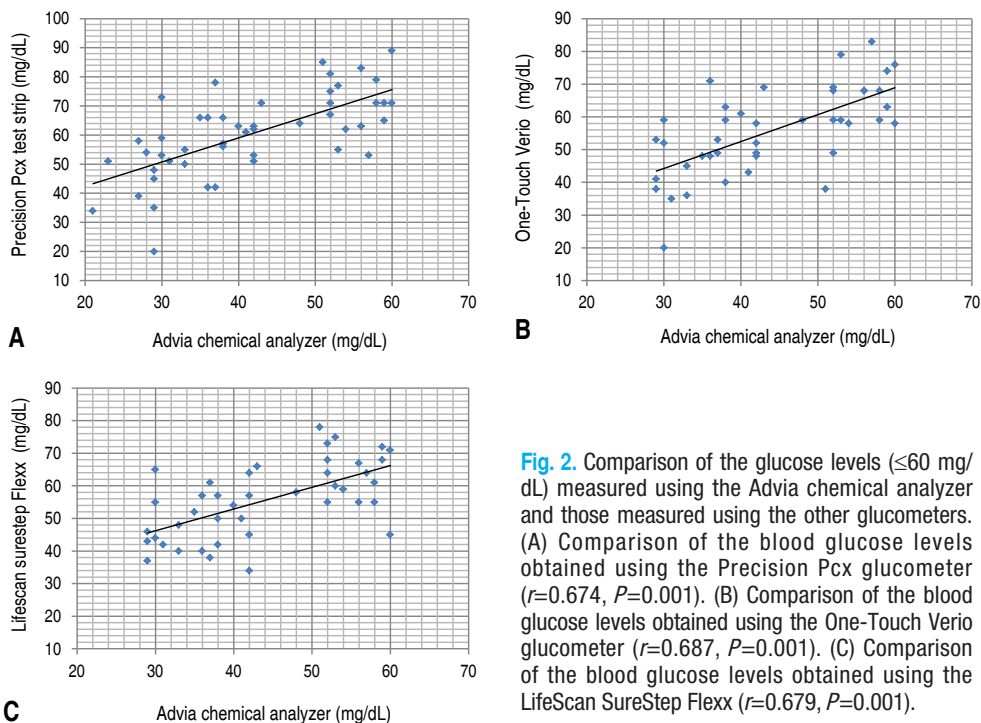 100
90
80
70
60
50
40
30
20
10
Precision Pcx test strip (mg/dL)
20 30 40 50 60 70
Advia chemical analyzer (mg/dL)
A
90
80
70
60
50
40
30
20
10
One-Touch Verio (mg/dL)
20 30 40 50 60 70
Advia chemical analyzer (mg/dL)
B
90
80
70
60
50
40
30
20
10
Lifescan surestep Flexx (mg/dL)
20 30 40 50 60 70
Advia chemical analyzer (mg/dL)
C
Fig. 2. Comparison of the glucose levels (≤60 mg/
dL) measured using the Advia chemical analyzer
and those measured using the other glucometers.
(A) Comparison of the blood glucose levels
obtained using the Precision Pcx glucometer
(r=0.674, P=0.001). (B) Comparison of the blood
glucose levels obtained using the One-Touch Verio
glucometer (r=0.687, P=0.001). (C) Comparison
of the blood glucose levels obtained using the
LifeScan SureStep Flexx (r=0.679, P=0.001).